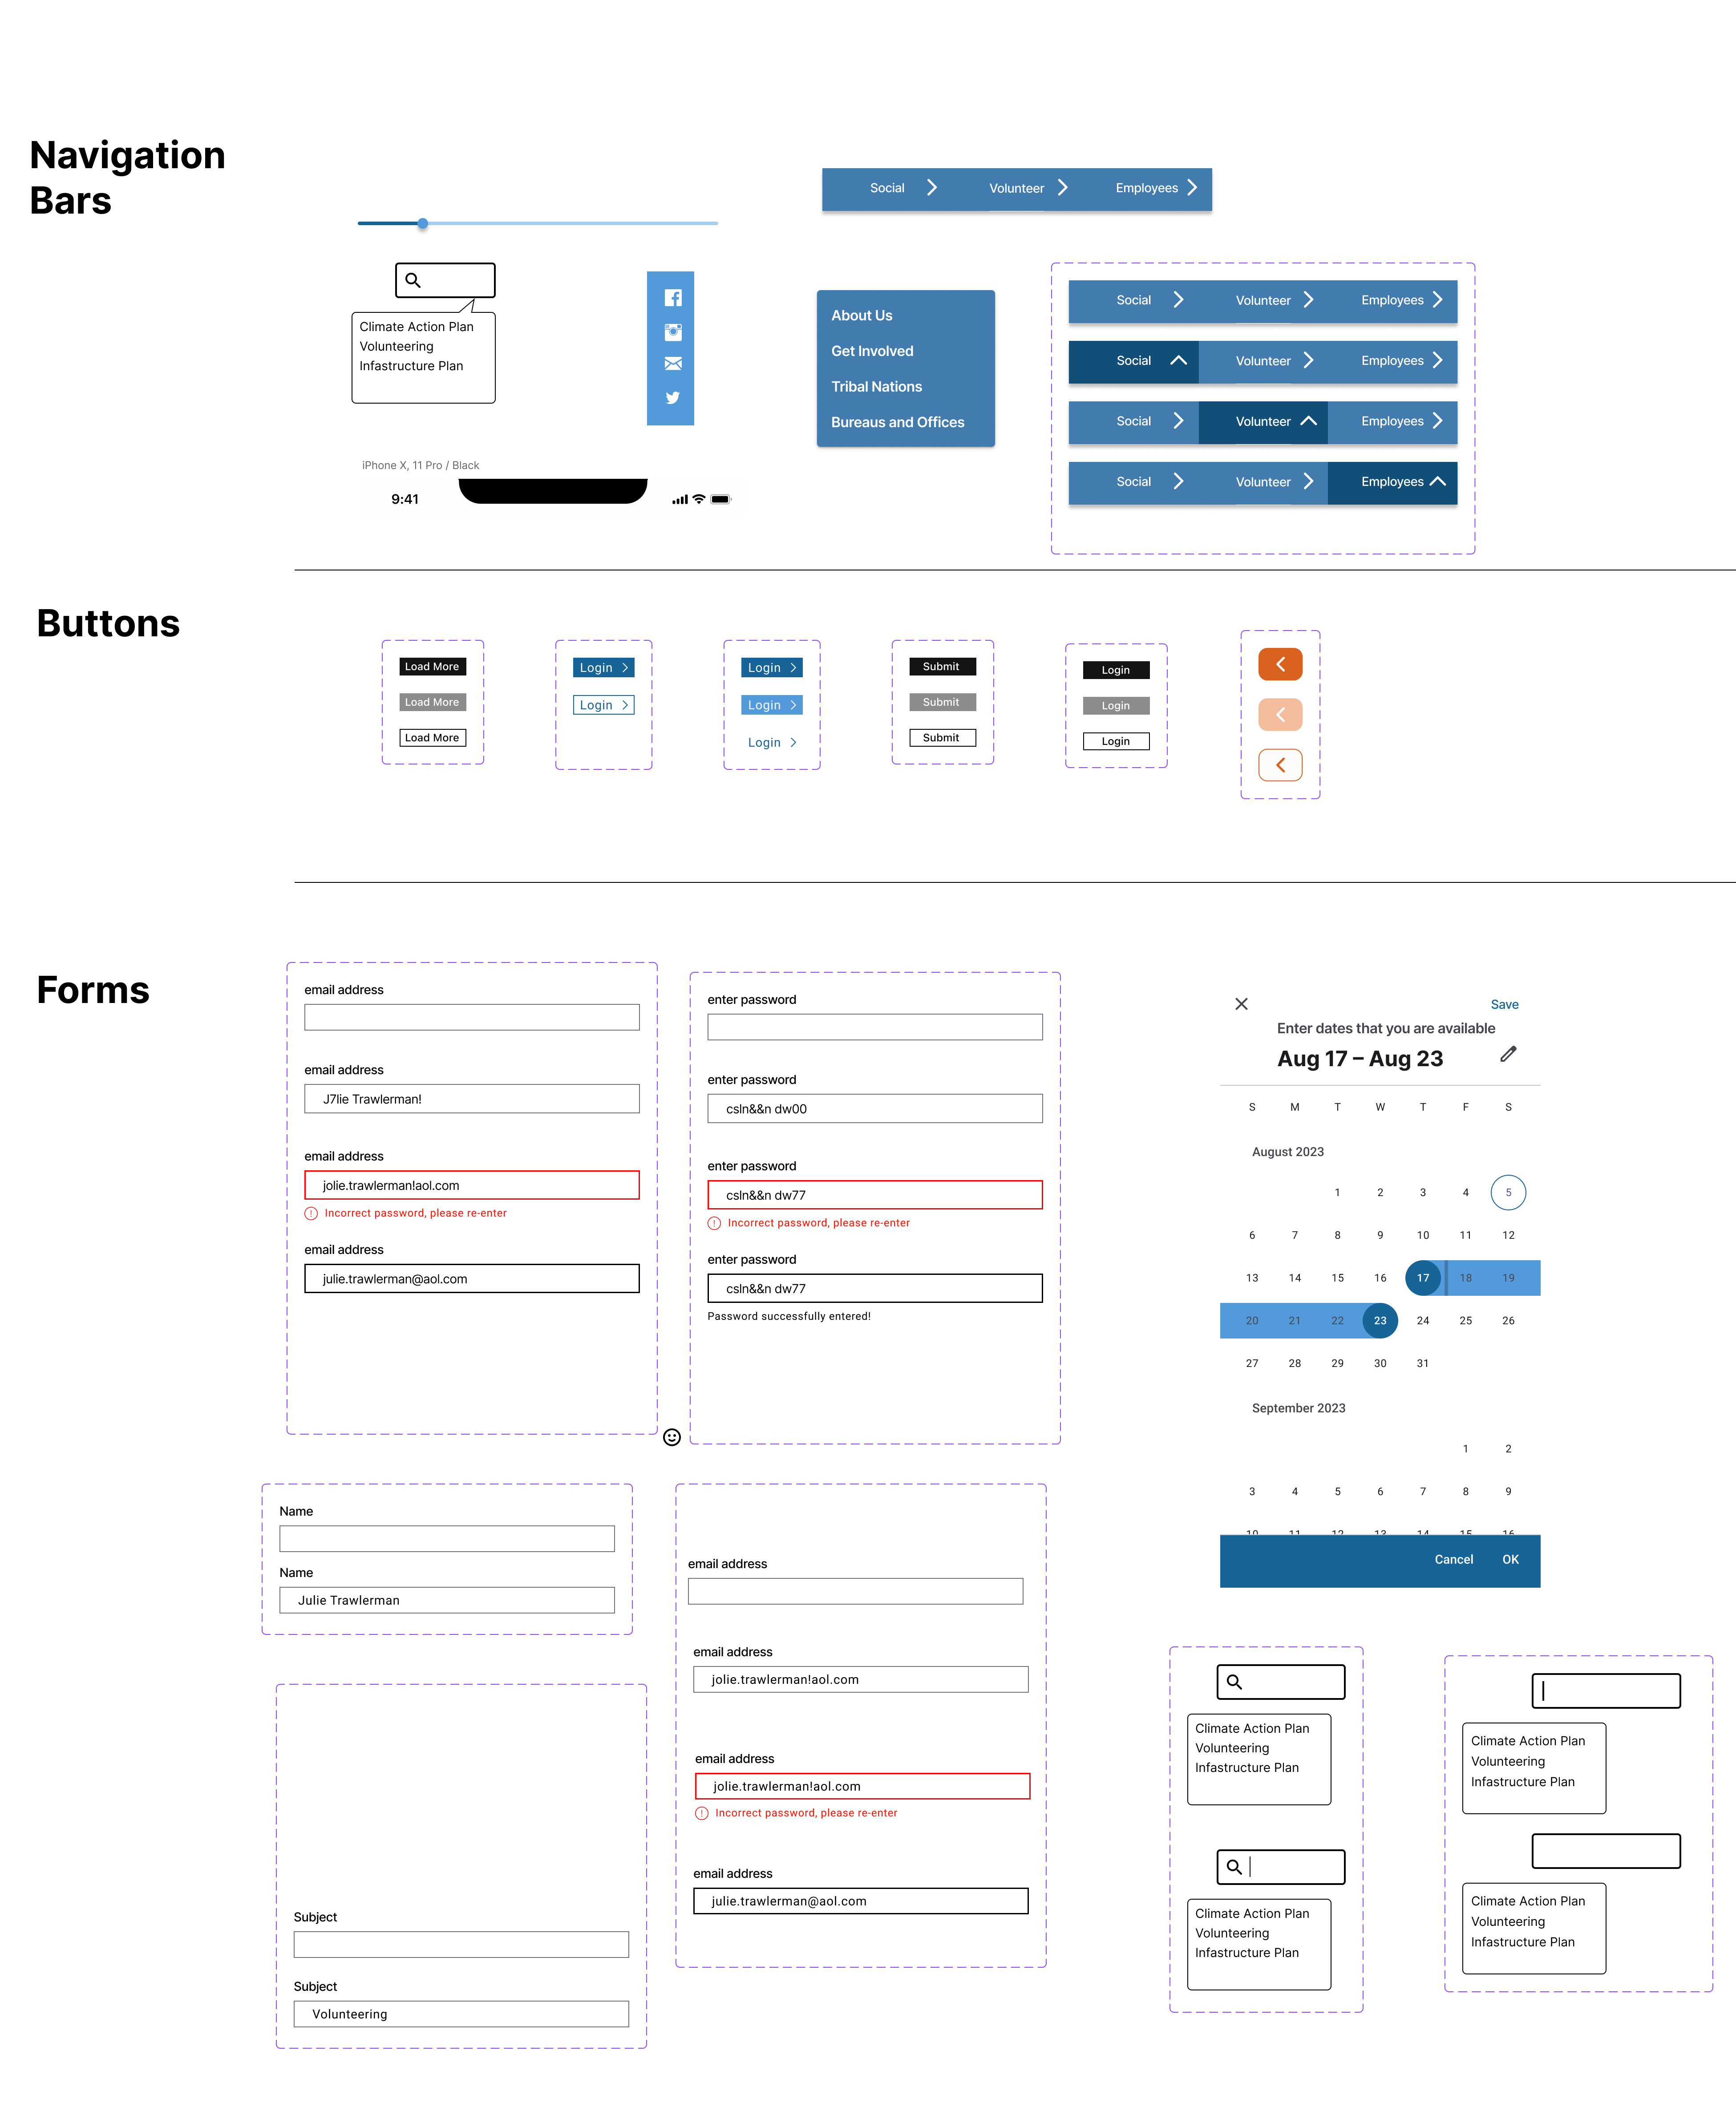 Navigation
Bars
Social
Volunteer
Employees
Climate Action Plan
Volunteering
Infastructure Plan
About Us
Get Involved
Tribal Nations
Bureaus and Offices
Social
Volunteer
Employees
Social
Volunteer
Employees
Social
Volunteer
Employees
Social
Volunteer
Employees
iPhone X, 11 Pro / Black
9:41
Buttons
Load More
Load More
Load More
Login
Login
Login
Login
Login
Submit
Submit
Submit
Login
Login
Login
Forms
email address
email address
J7lie Trawlerman!
email address
jolie.trawlerman!aol.com
Incorrect password, please re-enter
email address
julie.trawlerman@aol.com
enter password
enter password
csln&&n dw00
enter password
csln&&n dw77
Incorrect password, please re-enter
enter password
csln&&n dw77
Password successfully entered!
Save
Enter dates that you are available
Aug 17 – Aug 23
S M T W T F S
August 2023
1 2 3 4 5
6 7 8 9 10 11 12
13 14 15 16 17 18 19
20 21 22 23 24 25 26
27 28 29 30 31
September 2023
1 2
3 4 5 6 7 8 9
10 11 12 13 14 15 16
Cancel OK
Name
Name
Julie Trawlerman
email address
email address
jolie.trawlerman!aol.com
email address
jolie.trawlerman!aol.com
Incorrect password, please re-enter
email address
julie.trawlerman@aol.com
Subject
Subject
Volunteering
Climate Action Plan
Volunteering
Infastructure Plan
Climate Action Plan
Volunteering
Infastructure Plan
Climate Action Plan
Volunteering
Infastructure Plan
Climate Action Plan
Volunteering
Infastructure Plan